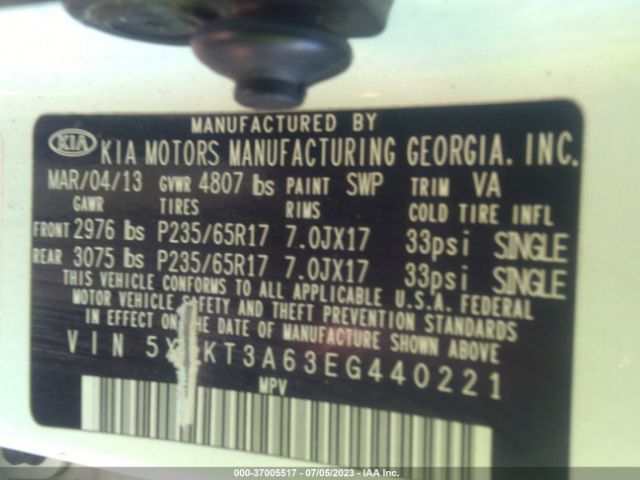 MANUFACTURED BY
KIA KIA MOTORS MANUFACTURING GEORGIA. INC.
MAR/04/13 GVWR 4807 lbs PAINT SWP TRIM VA
GAWR TIRES RIMS COLD TIRE INFL
FRONT 2976 lbs P235/65R17 7.0JX17 33psi SINGLE
REAR 3075 lbs P235/65R17 7.0JX17 33psi SINGLE
THIS VEHICLE CONFORMS TO ALL APPLICABLE U.S.A. FEDERAL
MOTOR VEHICLE SAFETY AND THEFT PREVENTION STANDARDS
IN EFFECT ON THE DATE OF MANUFACTURE SHOWN ABOVE
VIN
MPV
000-37005517 - 07/05/2023 - IAA Inc.